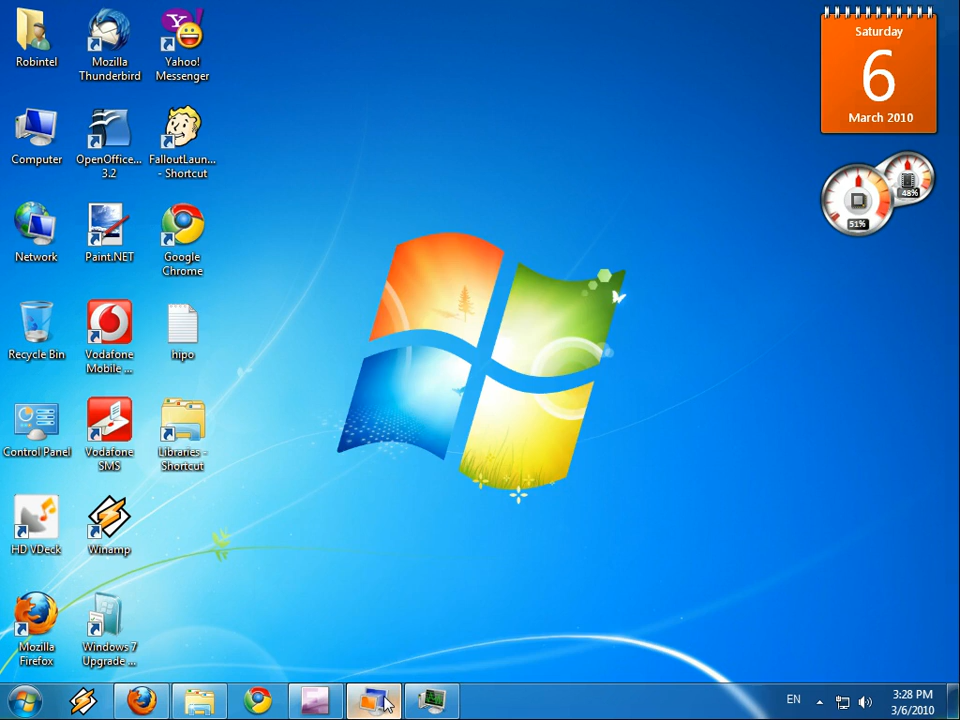 Robintel
Mozilla
Thunderbird
Yahoo!
Messenger
Computer
OpenOffice...
3.2
FalloutLaun...
- Shortcut
Network
Paint.NET
Google
Chrome
Recycle Bin
Vodafone
Mobile ...
hipo
Control Panel
Vodafone
SMS
Libraries -
Shortcut
HD VDeck
Winamp
Mozilla
Firefox
Windows 7
Upgrade ...
Saturday
6
March 2010
48%
51%
EN
3:28 PM
3/6/2010